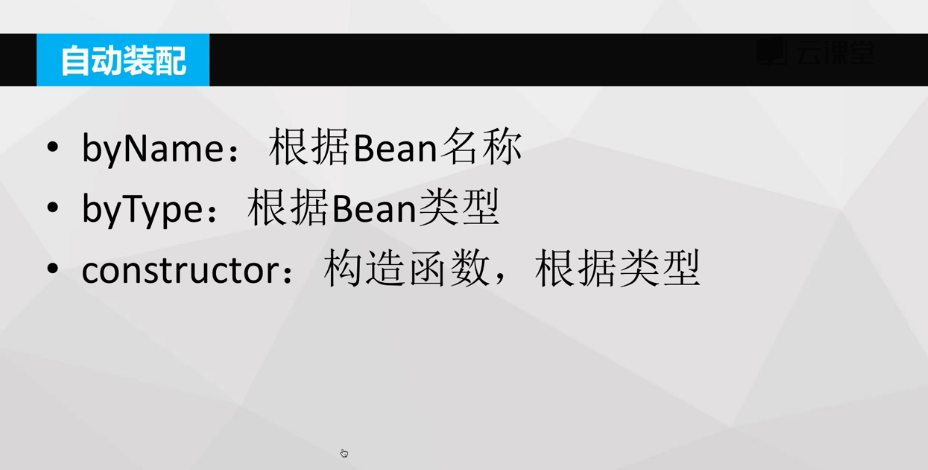 自动装配
云课堂
• byName：根据Bean名称
• byType：根据Bean类型
• constructor：构造函数，根据类型